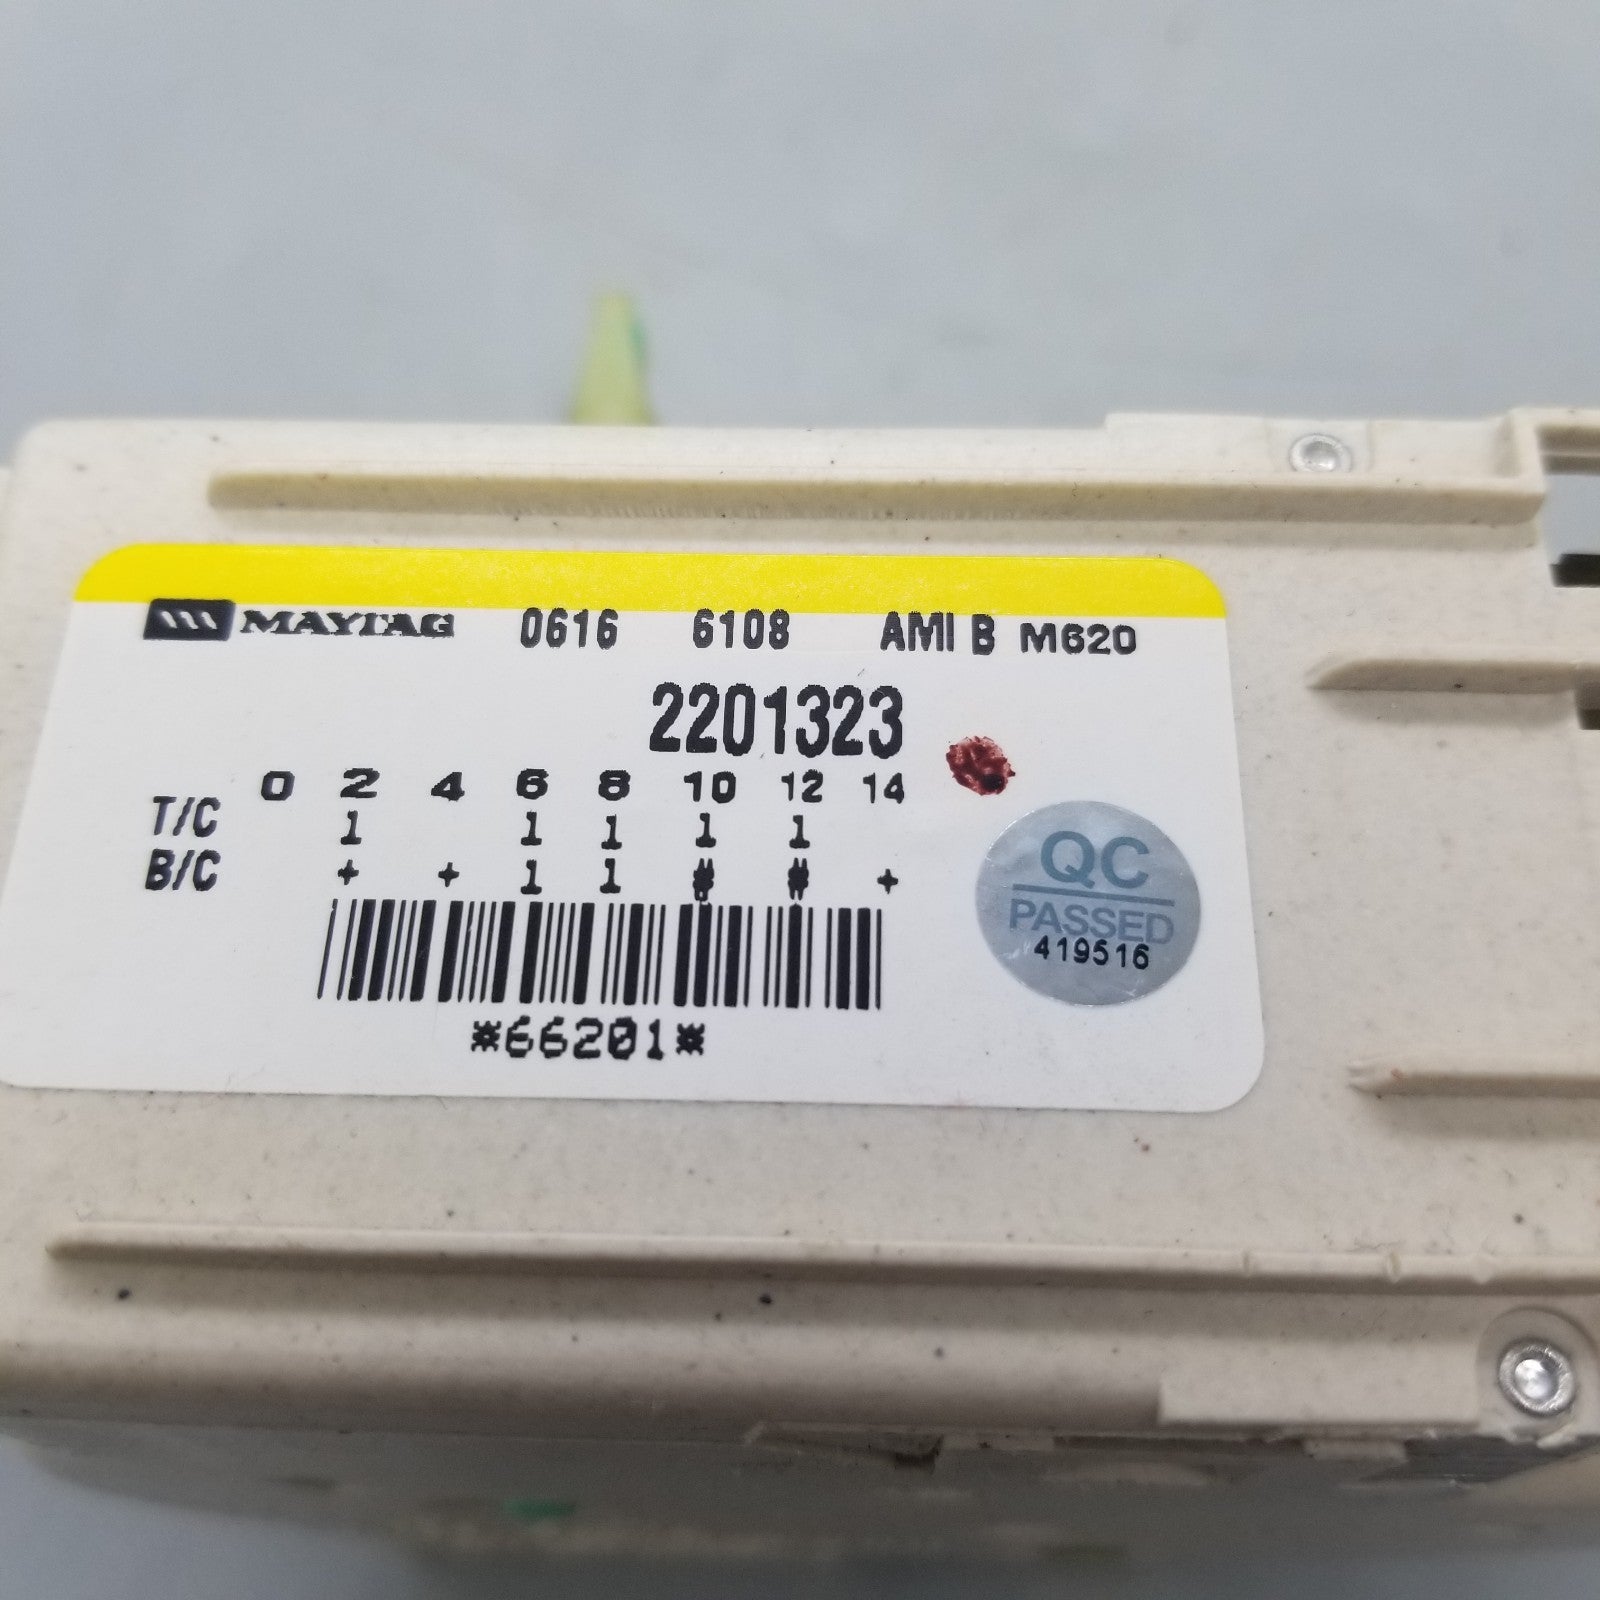 MAYTAG 0616 6108 AMI B M620
2201323
0 2 4 6 8 10 12 14
T/C 1 1 1 1 1
B/C + + 1 1 # # +
*66201*
QC
PASSED
419516